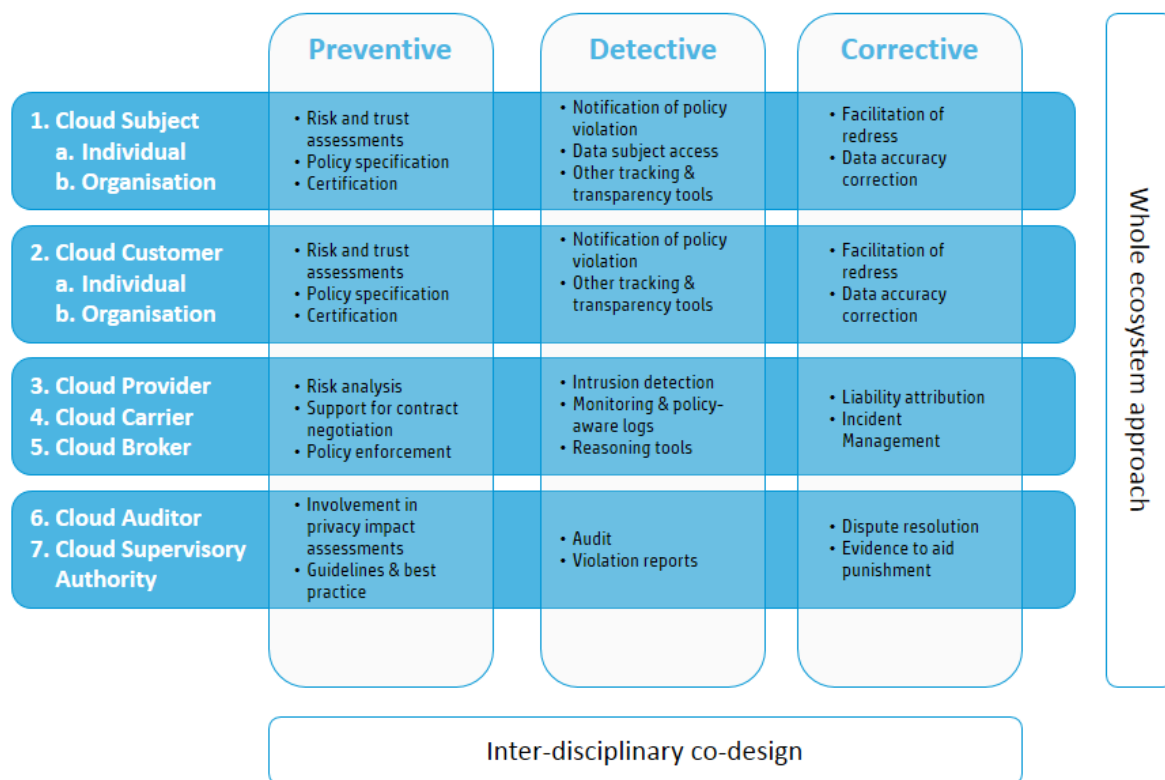 Preventive
Detective
Corrective
1. Cloud Subject
a. Individual
b. Organisation
• Risk and trust
assessments
• Policy specification
• Certification
• Notification of policy
violation
• Data subject access
• Other tracking &
transparency tools
• Facilitation of
redress
• Data accuracy
correction
2. Cloud Customer
a. Individual
b. Organisation
• Risk and trust
assessments
• Policy specification
• Certification
• Notification of policy
violation
• Other tracking &
transparency tools
• Facilitation of
redress
• Data accuracy
correction
3. Cloud Provider
4. Cloud Carrier
5. Cloud Broker
• Risk analysis
• Support for contract
negotiation
• Policy enforcement
• Intrusion detection
• Monitoring & policy-
aware logs
• Reasoning tools
• Liability attribution
• Incident
Management
6. Cloud Auditor
7. Cloud Supervisory
Authority
• Involvement in
privacy impact
assessments
• Guidelines & best
practice
• Audit
• Violation reports
• Dispute resolution
• Evidence to aid
punishment
Whole ecosystem approach
Inter-disciplinary co-design